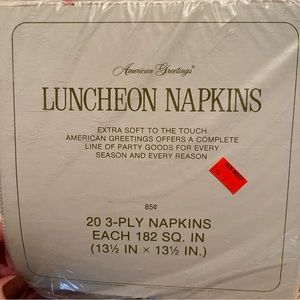 American Greetings®
LUNCHEON NAPKINS
EXTRA SOFT TO THE TOUCH
AMERICAN GREETINGS OFFERS A COMPLETE
LINE OF PARTY GOODS FOR EVERY
SEASON AND EVERY REASON
85¢
20 3-PLY NAPKINS
EACH 182 SQ. IN
(13½ IN × 13½ IN.)